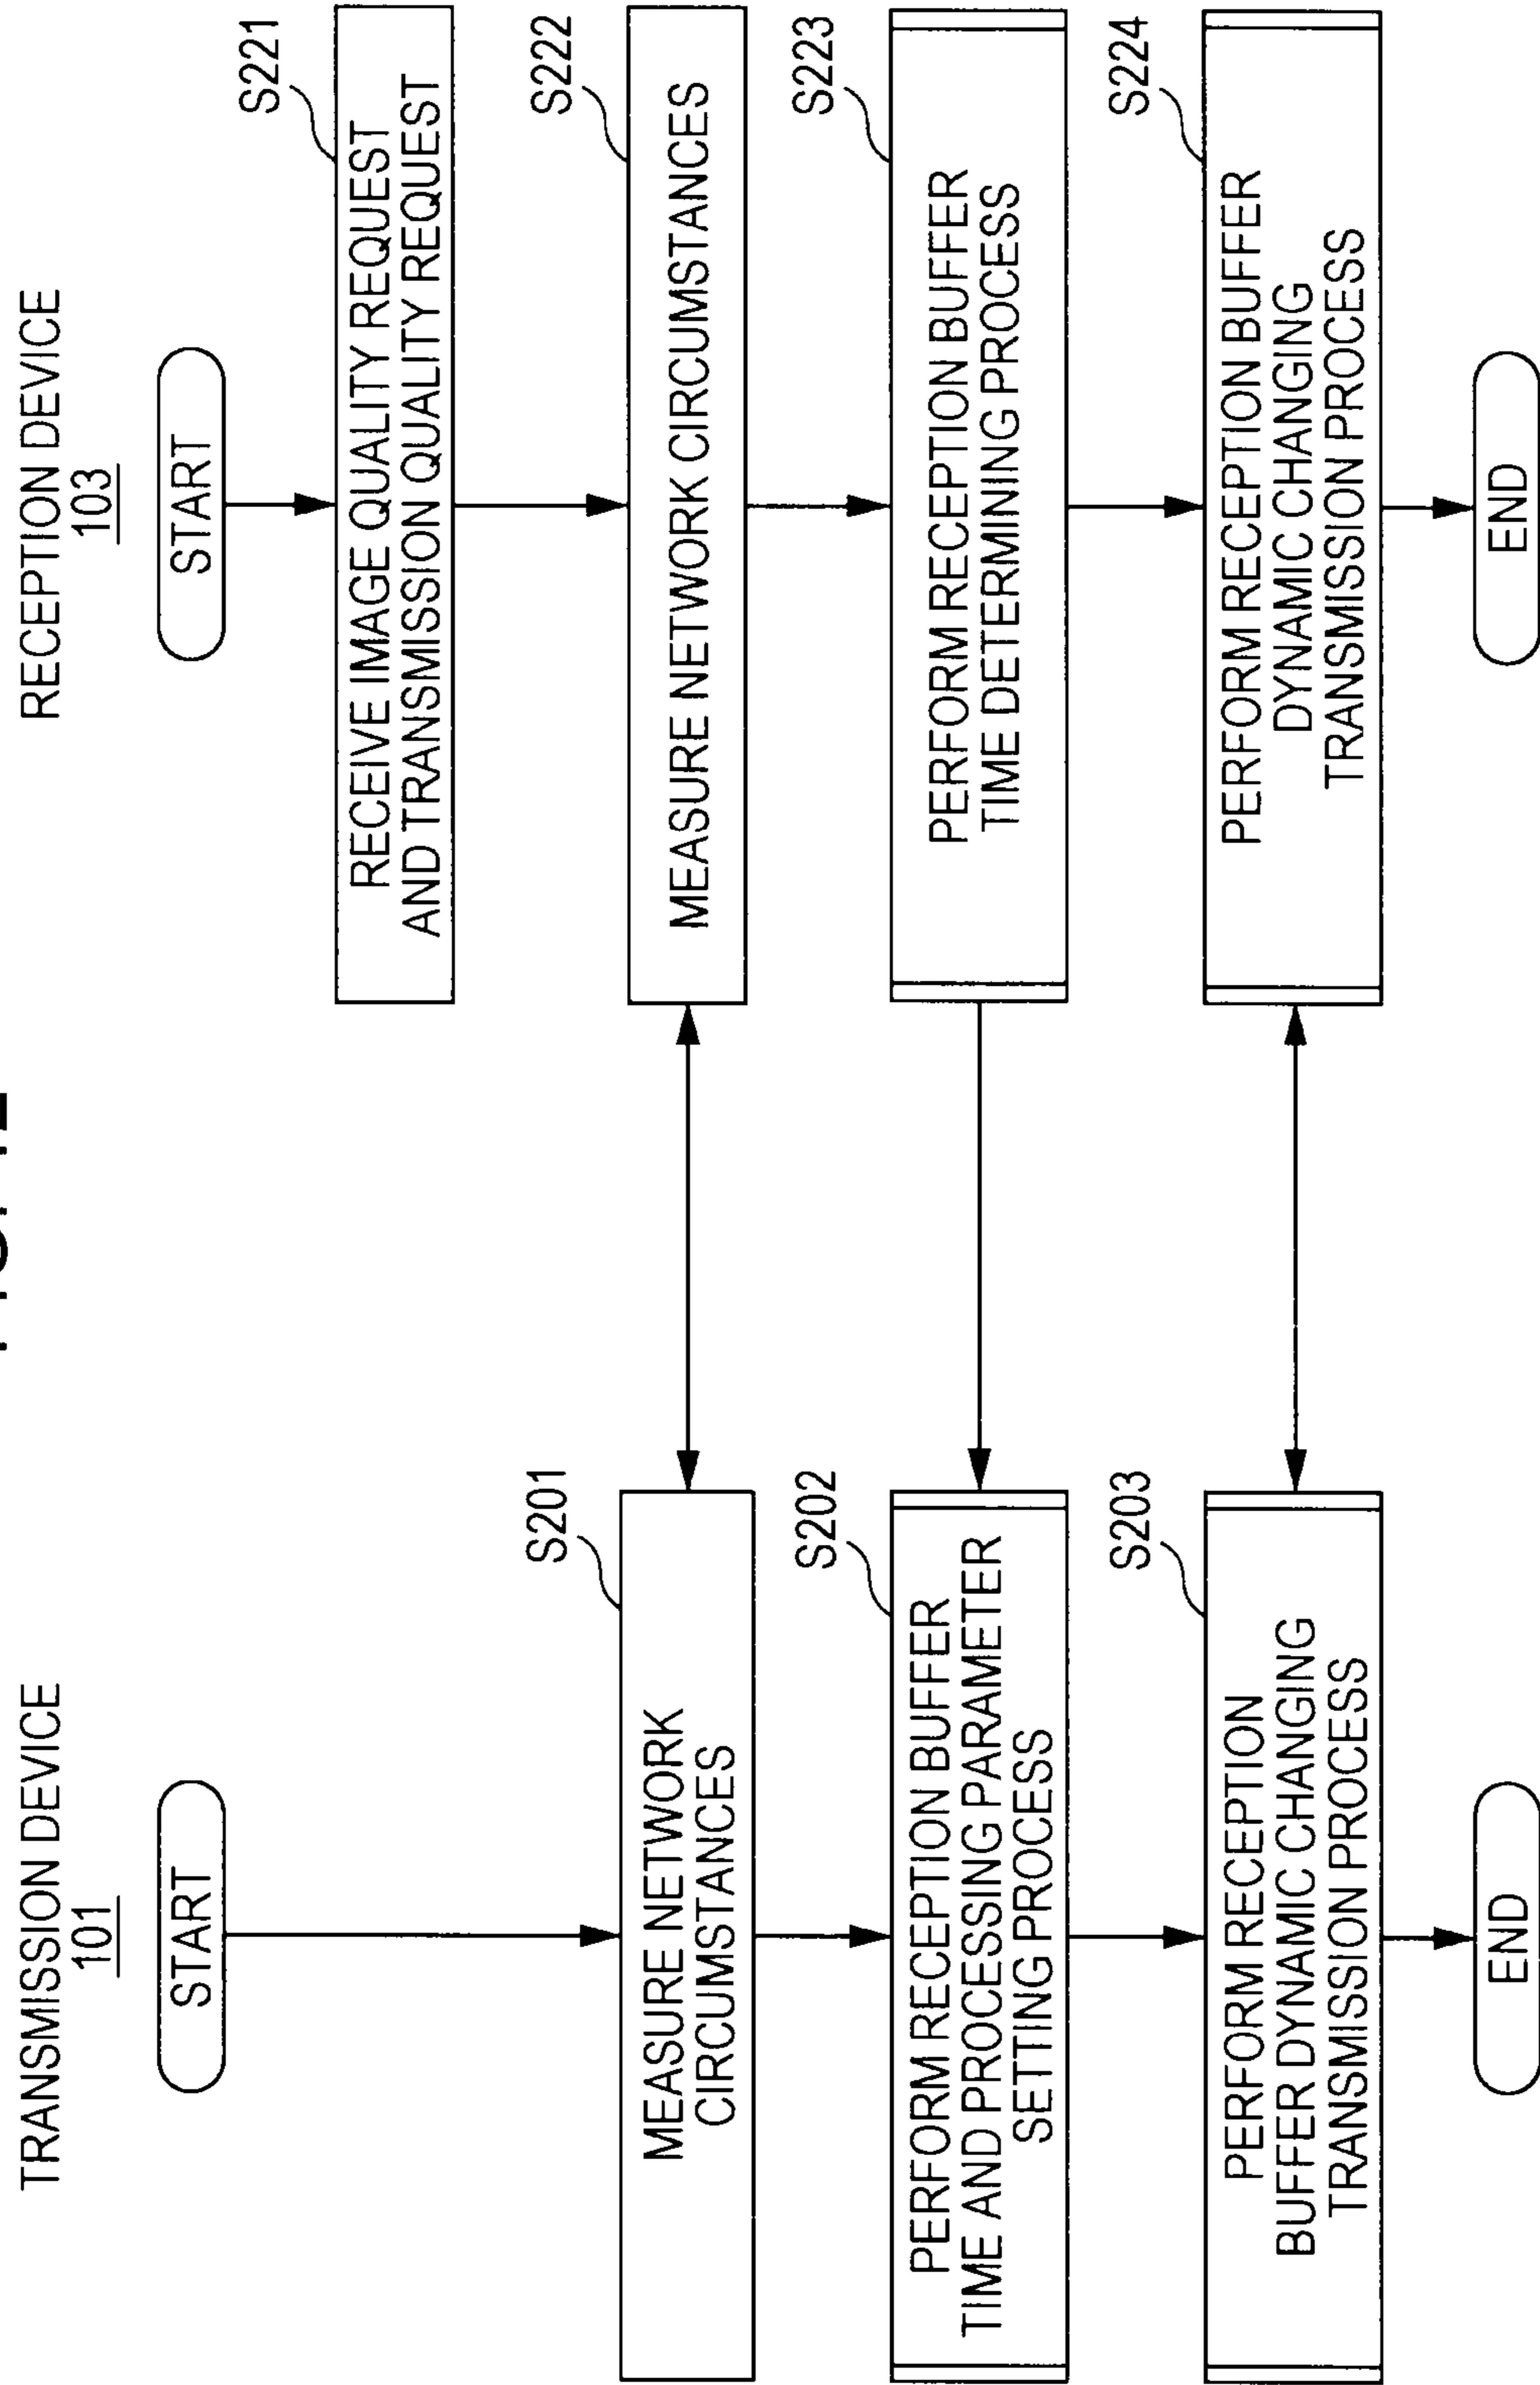 TRANSMISSION DEVICE
101
START
S201
MEASURE NETWORK
CIRCUMSTANCES
S202
PERFORM RECEPTION BUFFER
TIME AND PROCESSING PARAMETER
SETTING PROCESS
S203
PERFORM RECEPTION
BUFFER DYNAMIC CHANGING
TRANSMISSION PROCESS
END
RECEPTION DEVICE
103
START
S221
RECEIVE IMAGE QUALITY REQUEST
AND TRANSMISSION QUALITY REQUEST
S222
MEASURE NETWORK CIRCUMSTANCES
S223
PERFORM RECEPTION BUFFER
TIME DETERMINING PROCESS
S224
PERFORM RECEPTION BUFFER
DYNAMIC CHANGING
TRANSMISSION PROCESS
END